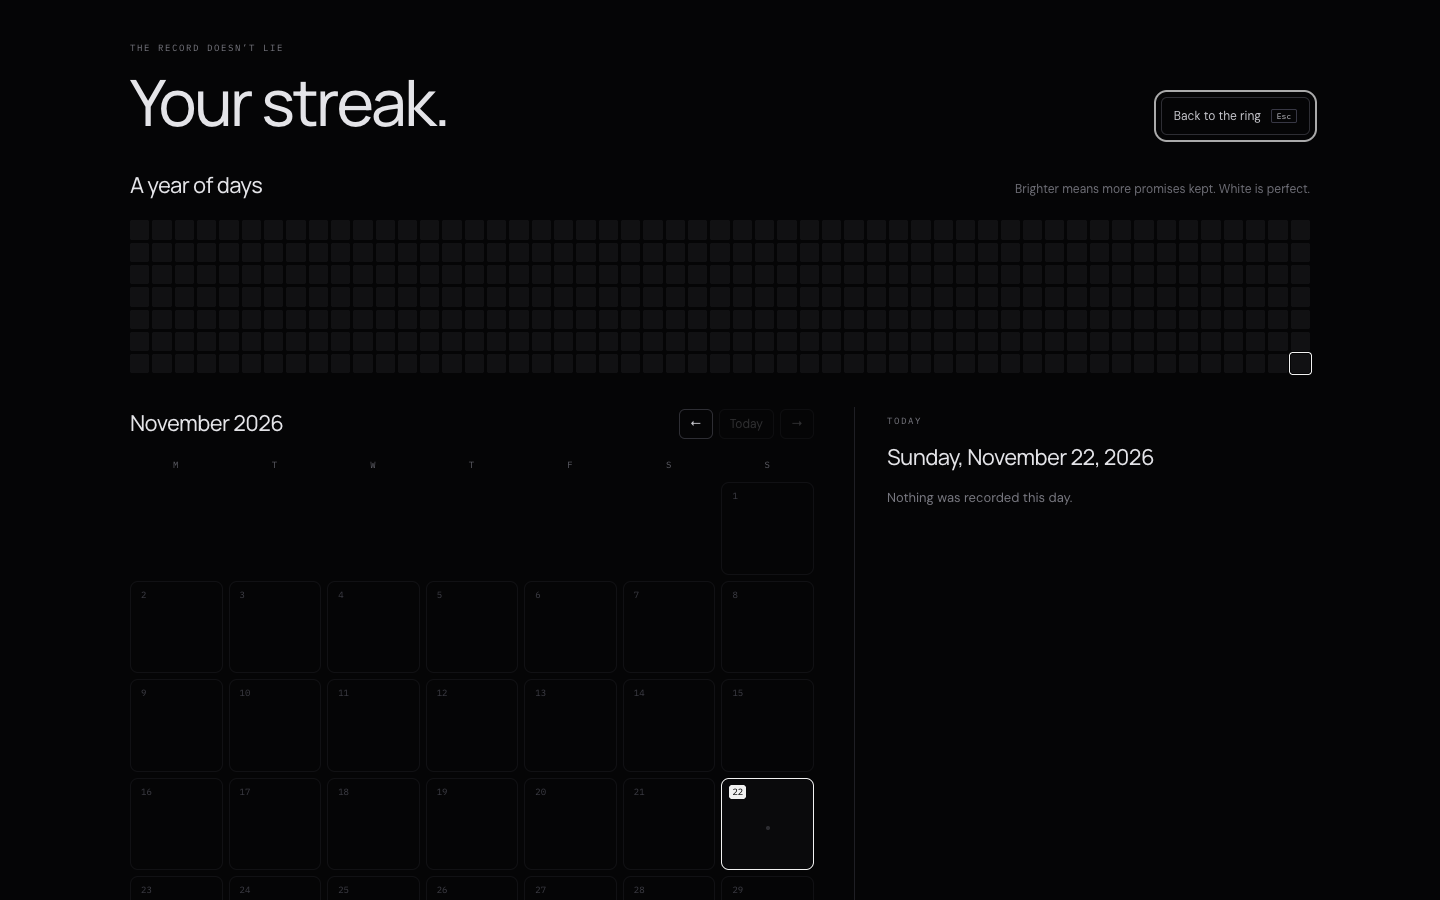 THE RECORD DOESN'T LIE
Your streak.
Back to the ring Esc
A year of days
Brighter means more promises kept. White is perfect.
November 2026
← Today →
M T W T F S S
1
2 3 4 5 6 7 8
9 10 11 12 13 14 15
16 17 18 19 20 21 22
23 24 25 26 27 28 29
TODAY
Sunday, November 22, 2026
Nothing was recorded this day.